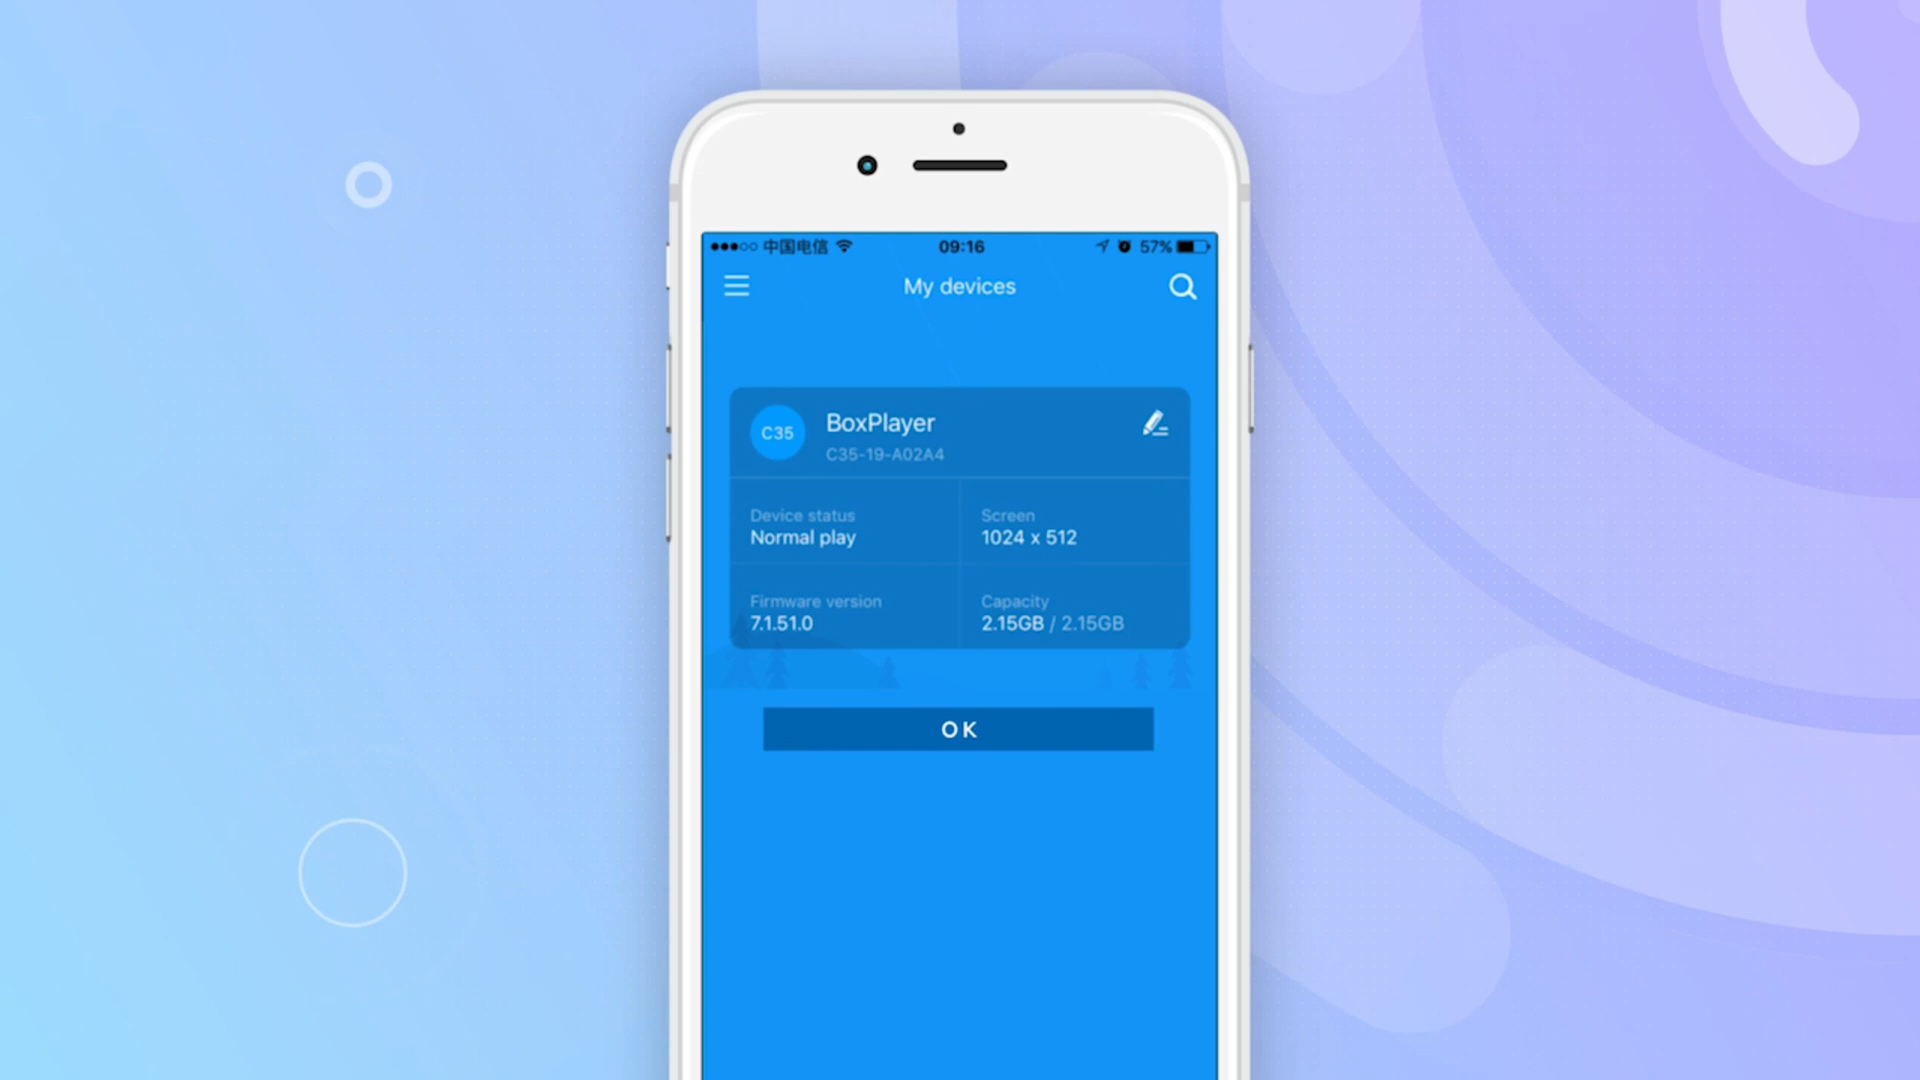 中国电信 09:16 57%
My devices
C35 BoxPlayer
C35-19-A02A4
Device status Screen
Normal play 1024 x 512
Firmware version Capacity
7.1.51.0 2.15GB / 2.15GB
OK